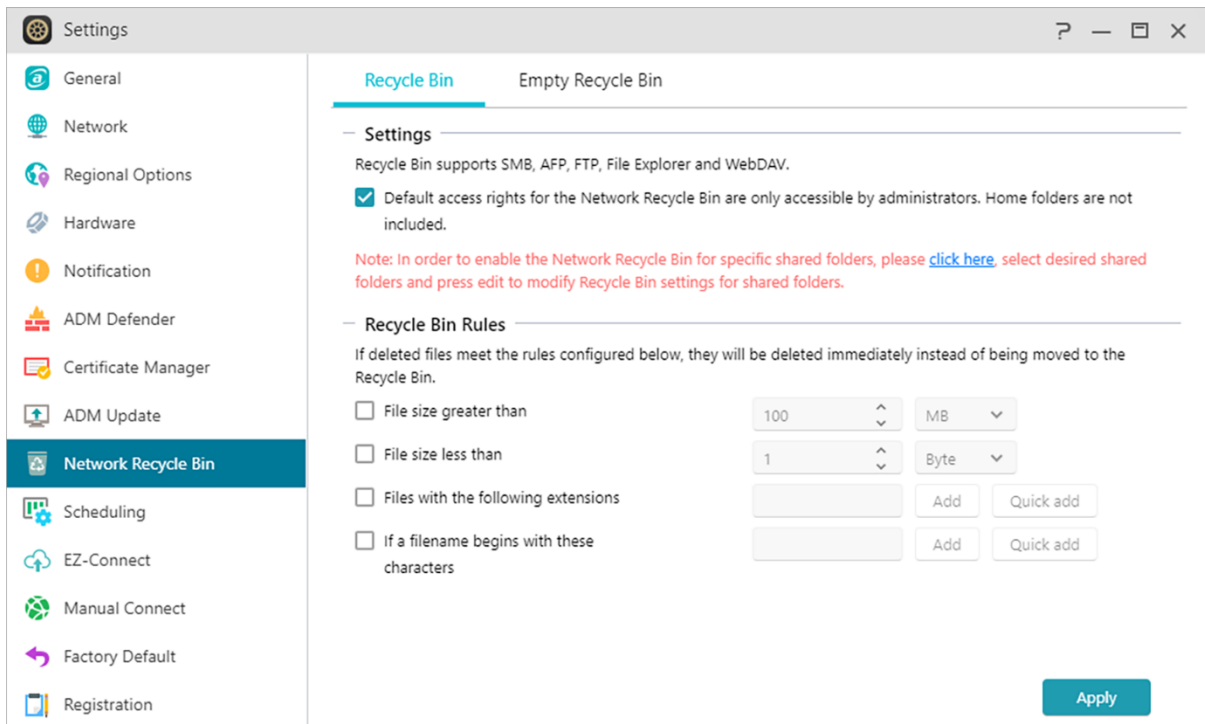 Settings
General
Network
Regional Options
Hardware
Notification
ADM Defender
Certificate Manager
ADM Update
Network Recycle Bin
Scheduling
EZ-Connect
Manual Connect
Factory Default
Registration
Recycle Bin Empty Recycle Bin
Settings
Recycle Bin supports SMB, AFP, FTP, File Explorer and WebDAV.
Default access rights for the Network Recycle Bin are only accessible by administrators. Home folders are not
included.
Note: In order to enable the Network Recycle Bin for specific shared folders, please click here, select desired shared
folders and press edit to modify Recycle Bin settings for shared folders.
Recycle Bin Rules
If deleted files meet the rules configured below, they will be deleted immediately instead of being moved to the
Recycle Bin.
File size greater than 100 MB
File size less than 1 Byte
Files with the following extensions Add Quick add
If a filename begins with these Add Quick add
characters
Apply